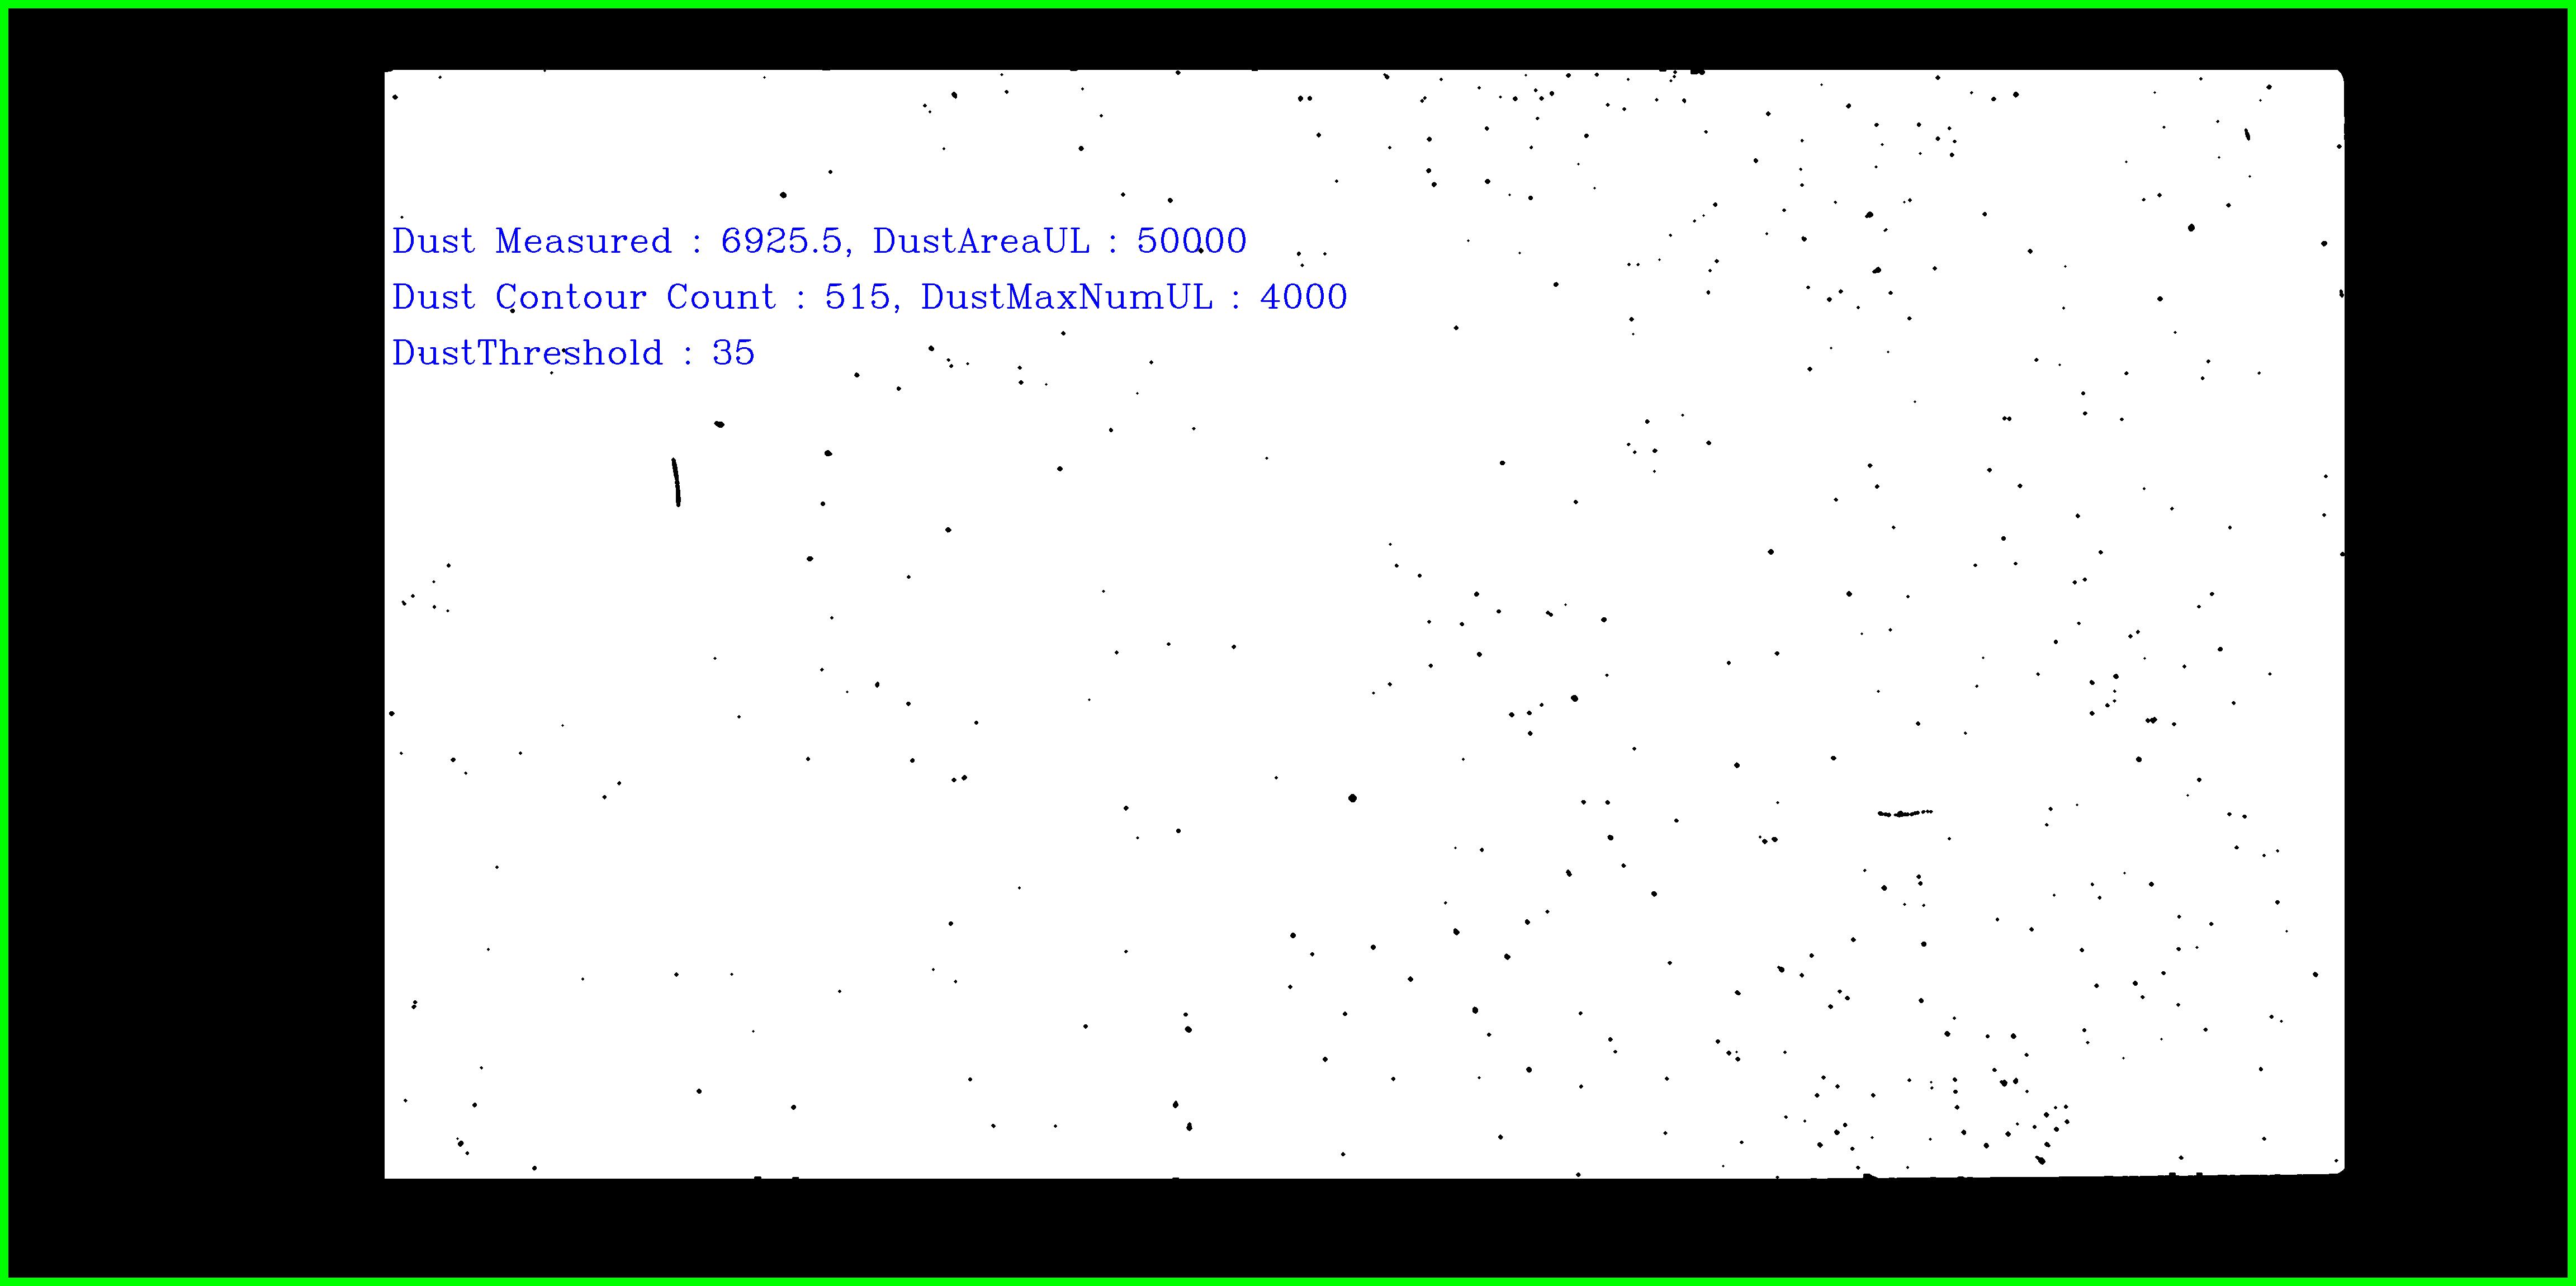 Dust Measured : 6925.5, DustAreaUL : 50000
Dust Contour Count : 515, DustMaxNumUL : 4000
DustThreshold : 35